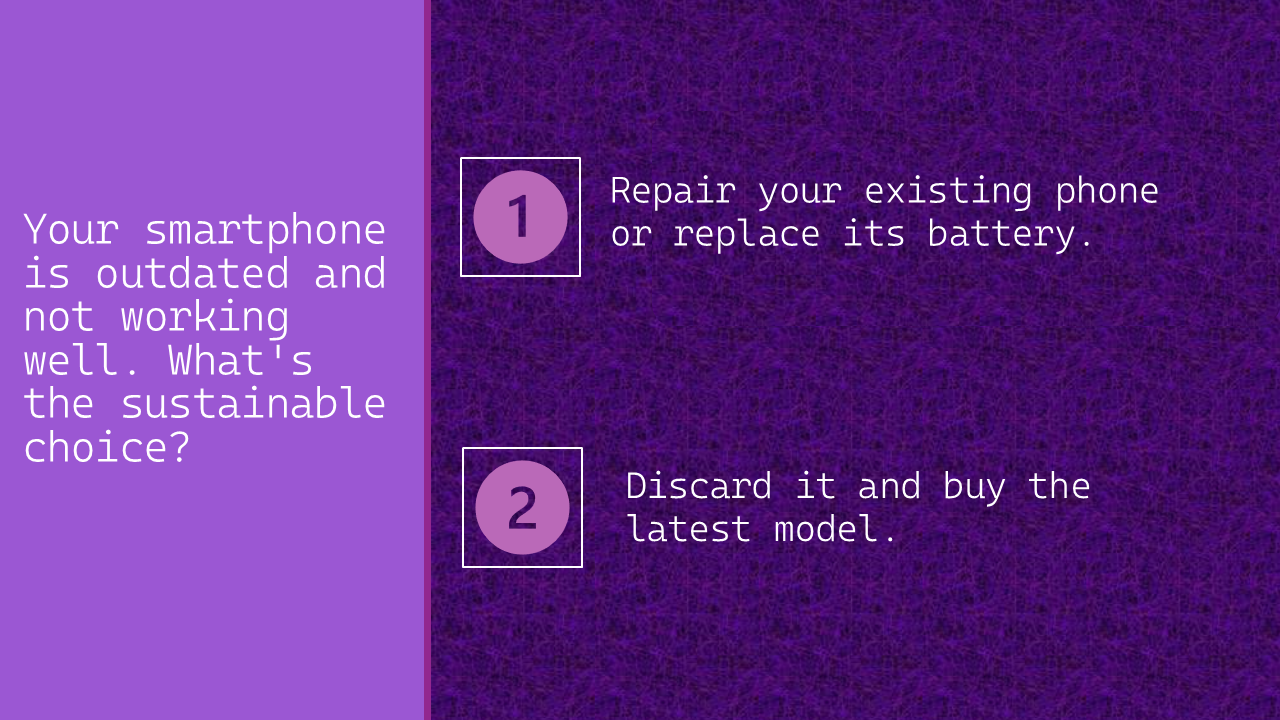 Your smartphone
is outdated and
not working
well. What's
the sustainable
choice?
1
Repair your existing phone
or replace its battery.
2
Discard it and buy the
latest model.